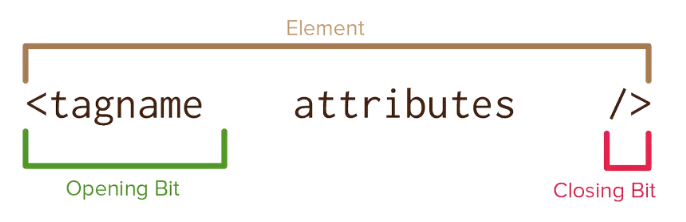 Element
<tagname attributes />
Opening Bit
Closing Bit